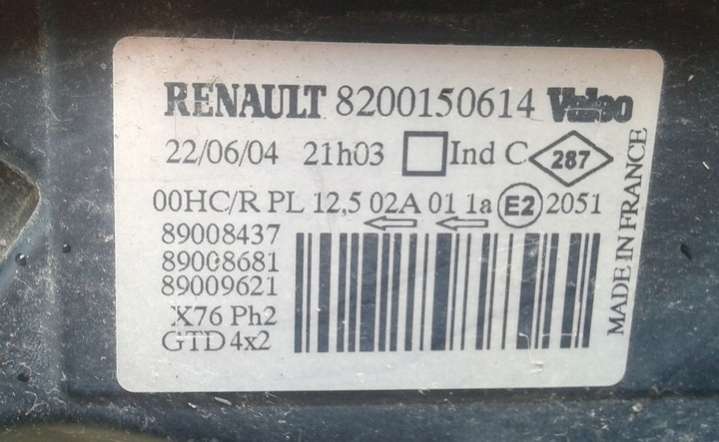 RENAULT 8200150614 Valeo
22/06/04 21h03 Ind C 287
00HC/R PL 12,5 02A 01 1a E2 2051
89008437
89008681
89009621
X76 Ph2
GTD 4x2
MADE IN FRANCE